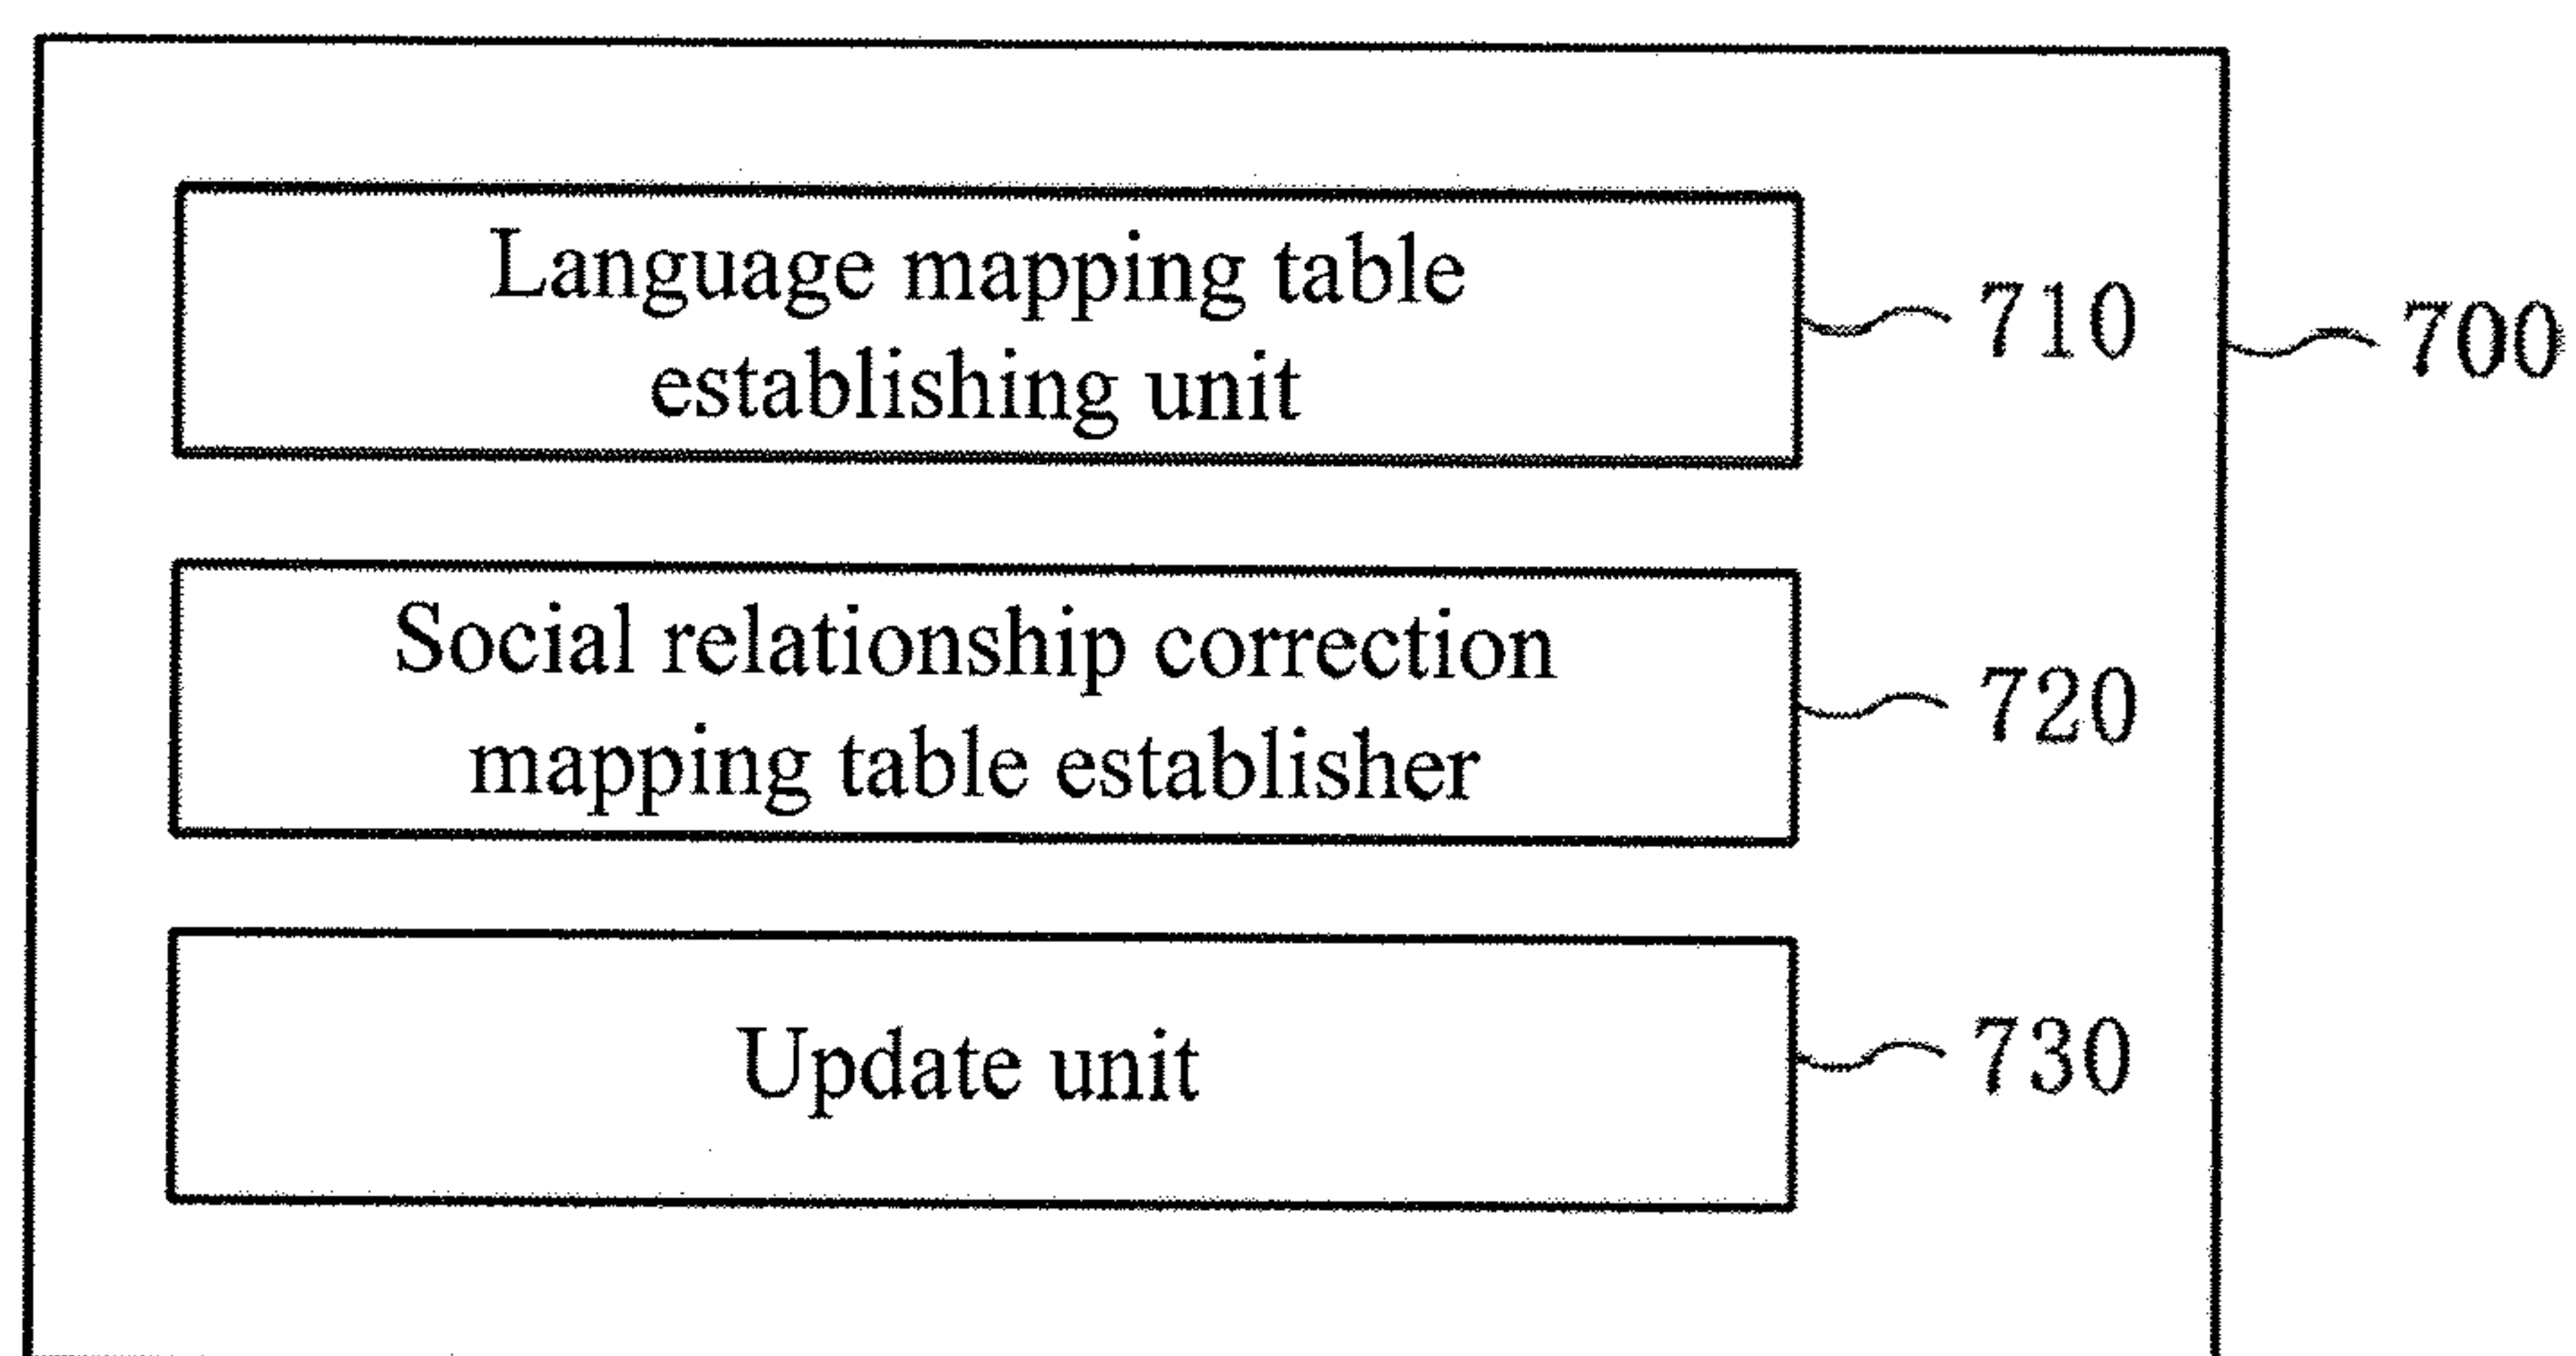 Language mapping table
establishing unit
710
700
Social relationship correction
mapping table establisher
720
Update unit
730